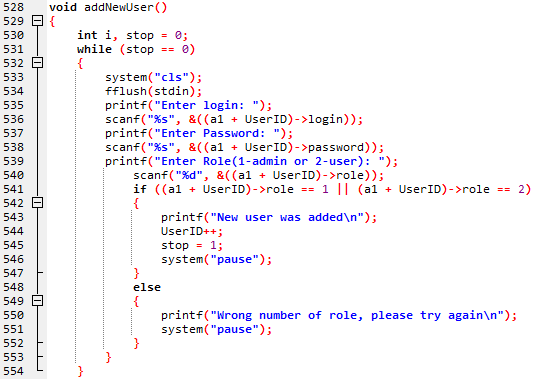 528 void addNewUser()
529 {
530     int i, stop = 0;
531     while (stop == 0)
532     {
533         system("cls");
534         fflush(stdin);
535         printf("Enter login: ");
536         scanf("%s", &((a1 + UserID)->login));
537         printf("Enter Password: ");
538         scanf("%s", &((a1 + UserID)->password));
539         printf("Enter Role(1-admin or 2-user): ");
540             scanf("%d", &((a1 + UserID)->role));
541             if ((a1 + UserID)->role == 1 || (a1 + UserID)->role == 2)
542             {
543                 printf("New user was added\n");
544                 UserID++;
545                 stop = 1;
546                 system("pause");
547             }
548             else
549             {
550                 printf("Wrong number of role, please try again\n");
551                 system("pause");
552             }
553         }
554     }